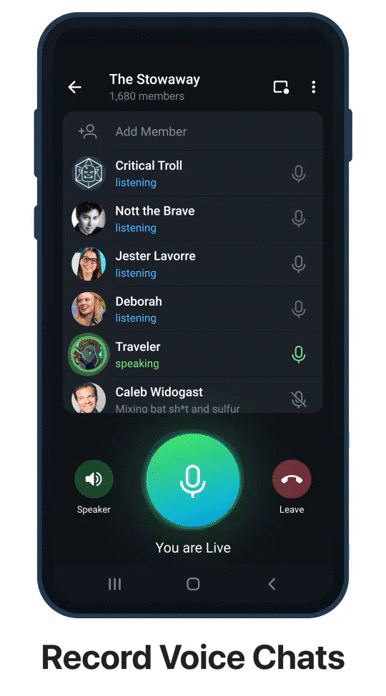 The Stowaway
1,680 members
Add Member
Critical Troll
listening
Nott the Brave
listening
Jester Lavorre
listening
Deborah
listening
Traveler
speaking
Caleb Widogast
Mixing bat sh*t and sulfur
Speaker
Leave
You are Live
Record Voice Chats